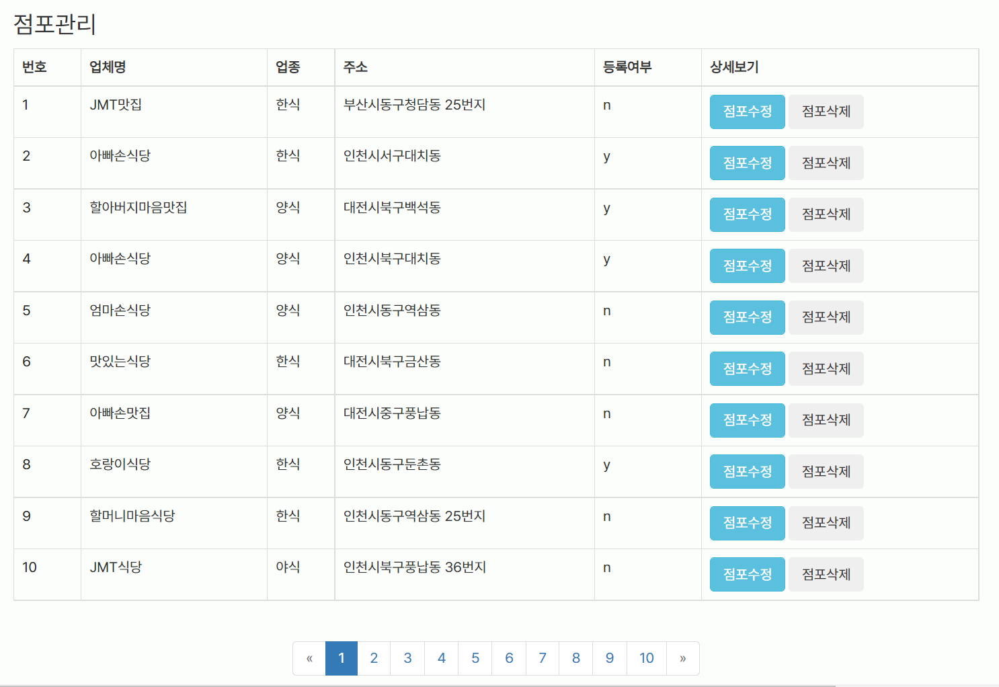 점포관리
번호 업체명 업종 주소 등록여부 상세보기
1 JMT맛집 한식 부산시동구청담동 25번지 n 점포수정 점포삭제
2 아빠손식당 한식 인천시서구대치동 y 점포수정 점포삭제
3 할아버지마음맛집 양식 대전시북구백석동 y 점포수정 점포삭제
4 아빠손식당 양식 인천시북구대치동 y 점포수정 점포삭제
5 엄마손식당 양식 인천시동구역삼동 n 점포수정 점포삭제
6 맛있는식당 한식 대전시북구금산동 n 점포수정 점포삭제
7 아빠손맛집 양식 대전시중구풍납동 n 점포수정 점포삭제
8 호랑이식당 한식 인천시동구둔촌동 y 점포수정 점포삭제
9 할머니마음식당 한식 인천시동구역삼동 25번지 n 점포수정 점포삭제
10 JMT식당 야식 인천시북구풍납동 36번지 n 점포수정 점포삭제
« 1 2 3 4 5 6 7 8 9 10 »